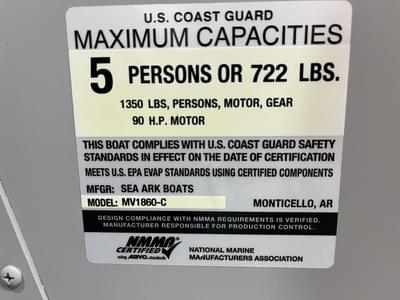 U.S. COAST GUARD
MAXIMUM CAPACITIES
5 PERSONS OR 722 LBS.
1350 LBS, PERSONS, MOTOR, GEAR
90 H.P. MOTOR
THIS BOAT COMPLIES WITH U.S. COAST GUARD SAFETY
STANDARDS IN EFFECT ON THE DATE OF CERTIFICATION
MEETS U.S. EPA EVAP STANDARDS USING CERTIFIED COMPONENTS
MFGR: SEA ARK BOATS
MODEL: MV1860-C MONTICELLO, AR
DESIGN COMPLIANCE WITH NMMA REQUIREMENTS IS VERIFIED.
MANUFACTURER RESPONSIBLE FOR PRODUCTION CONTROL.
NMMA
CERTIFIED
using ABYC standards
NATIONAL MARINE
MANUFACTURERS ASSOCIATION